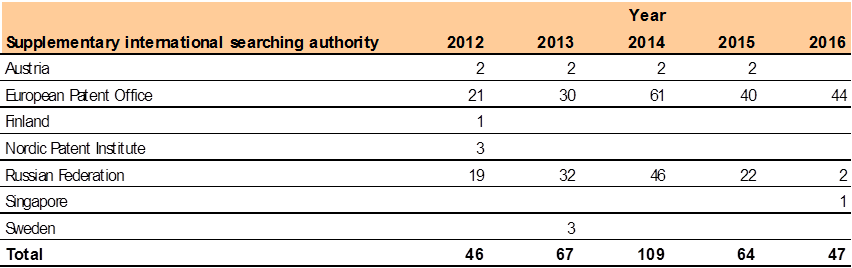 Year
Supplementary international searching authority 2012 2013 2014 2015 2016
Austria 2 2 2 2
European Patent Office 21 30 61 40 44
Finland 1
Nordic Patent Institute 3
Russian Federation 19 32 46 22 2
Singapore 1
Sweden 3
Total 46 67 109 64 47